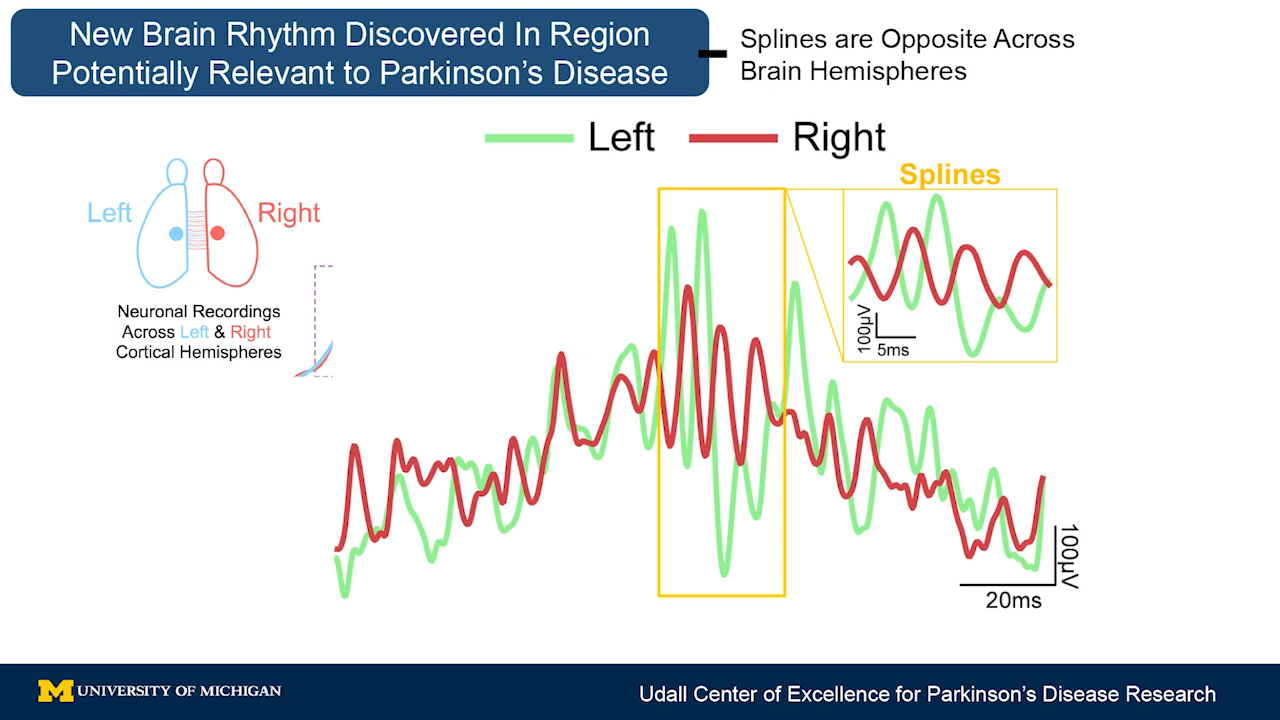 New Brain Rhythm Discovered In Region
Potentially Relevant to Parkinson's Disease
Splines are Opposite Across
Brain Hemispheres
Left
Right
Splines
100µV
5ms
Left
Right
Neuronal Recordings
Across Left & Right
Cortical Hemispheres
100µV
20ms
M UNIVERSITY OF MICHIGAN
Udall Center of Excellence for Parkinson's Disease Research